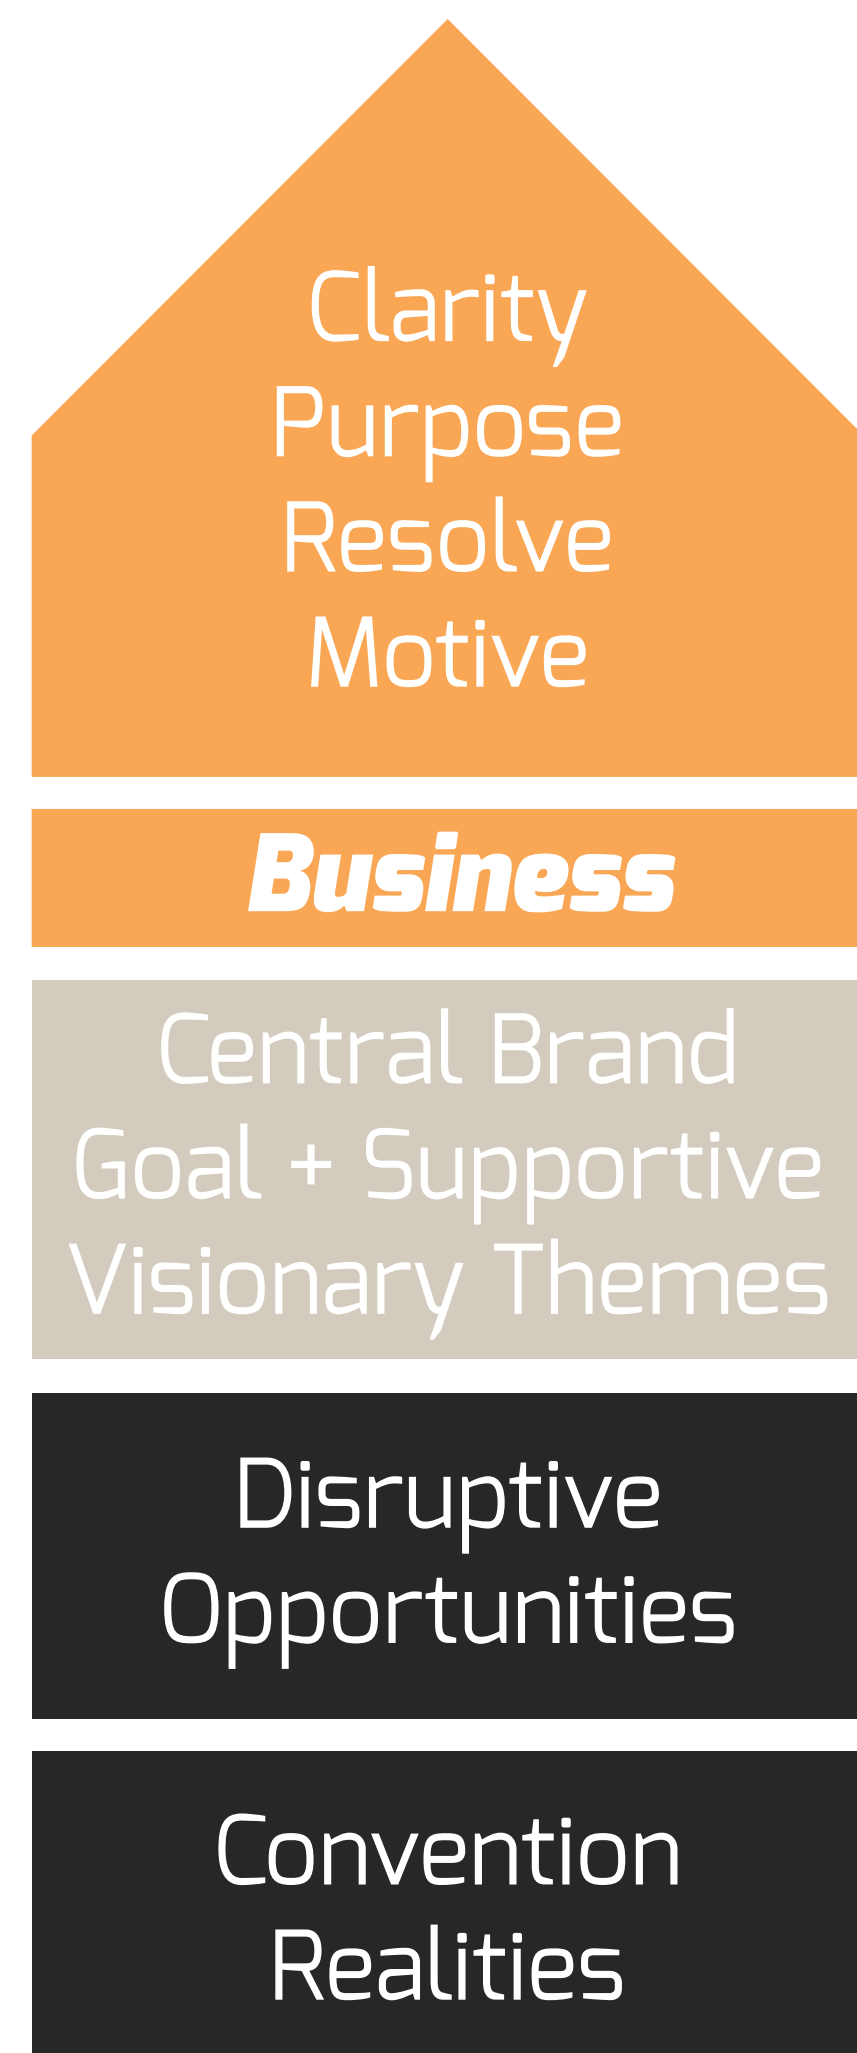 Clarity
Purpose
Resolve
Motive
Business
Central Brand
Goal + Supportive
Visionary Themes
Disruptive
Opportunities
Convention
Realities